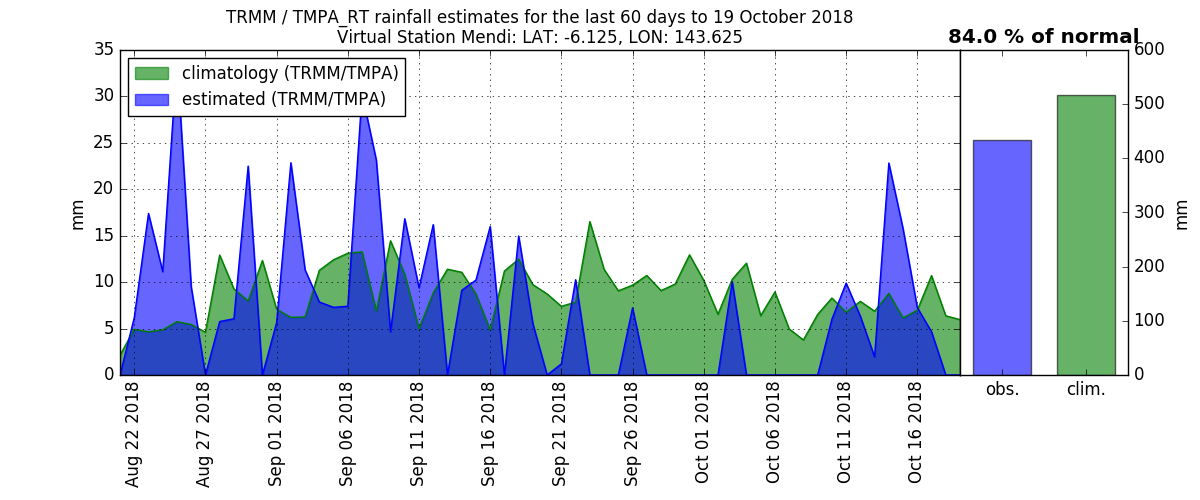 TRMM / TMPA_RT rainfall estimates for the last 60 days to 19 October 2018
Virtual Station Mendi: LAT: -6.125, LON: 143.625
84.0 % of normal
climatology (TRMM/TMPA)
estimated (TRMM/TMPA)
35
30
25
20
15
10
5
0
mm
Aug 22 2018
Aug 27 2018
Sep 01 2018
Sep 06 2018
Sep 11 2018
Sep 16 2018
Sep 21 2018
Sep 26 2018
Oct 01 2018
Oct 06 2018
Oct 11 2018
Oct 16 2018
obs.
clim.
600
500
400
300
200
100
0
mm